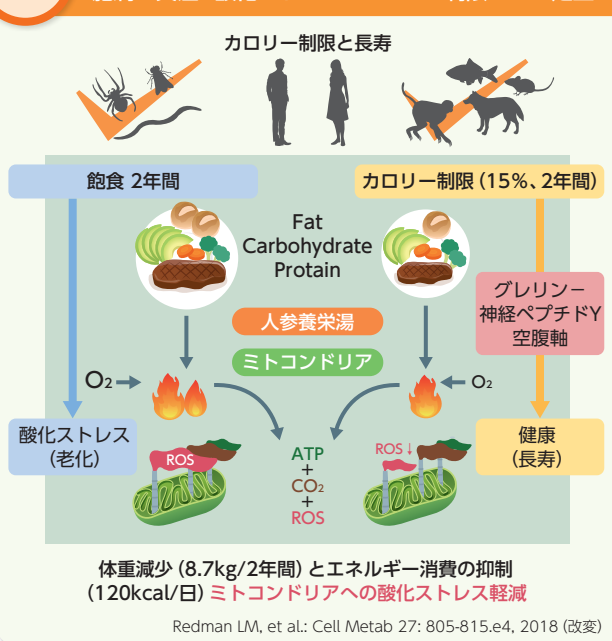 カロリー制限と長寿
飽食 2年間
カロリー制限（15%、2年間）
Fat
Carbohydrate
Protain
グレリンー
神経ペプチドY
空腹軸
人参養栄湯
ミトコンドリア
O₂
O₂
酸化ストレス
（老化）
健康
（長寿）
ROS
ATP
+
CO₂
+
ROS
ROS↓
体重減少（8.7kg/2年間）とエネルギー消費の抑制
（120kcal/日）ミトコンドリアへの酸化ストレス軽減
Redman LM, et al.: Cell Metab 27: 805-815.e4, 2018（改変）